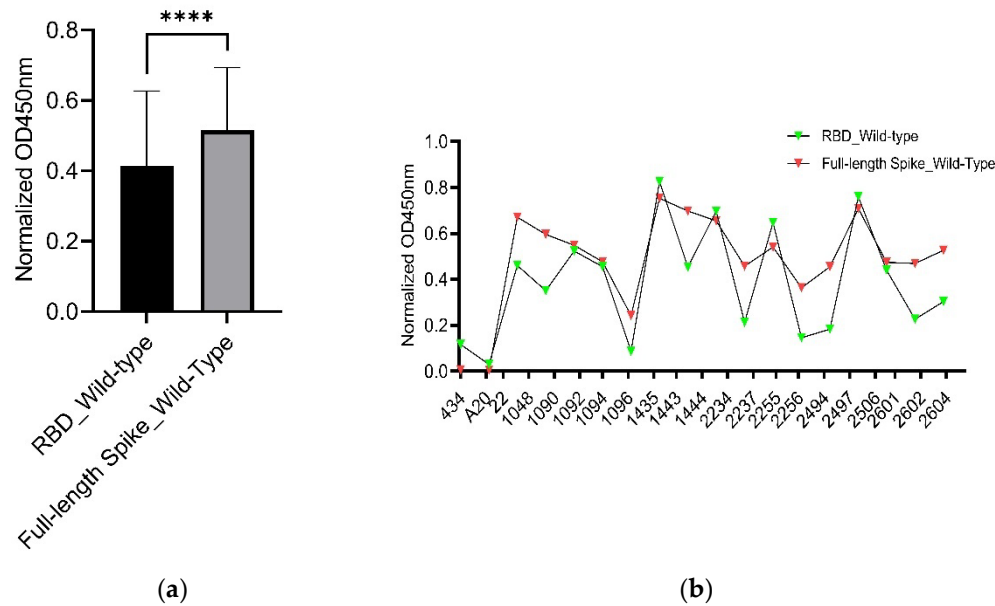 ****
Normalized OD450nm
0.8
0.6
0.4
0.2
0.0
RBD_Wild-type
Full-length Spike_Wild-Type
(a)
Normalized OD450nm
1.0
0.8
0.6
0.4
0.2
0.0
RBD_Wild-type
Full-length Spike_Wild-Type
434 A20 22 1048 1090 1092 1094 1096 1435 1443 1444 2234 2237 2255 2256 2494 2497 2506 2601 2602 2604
(b)